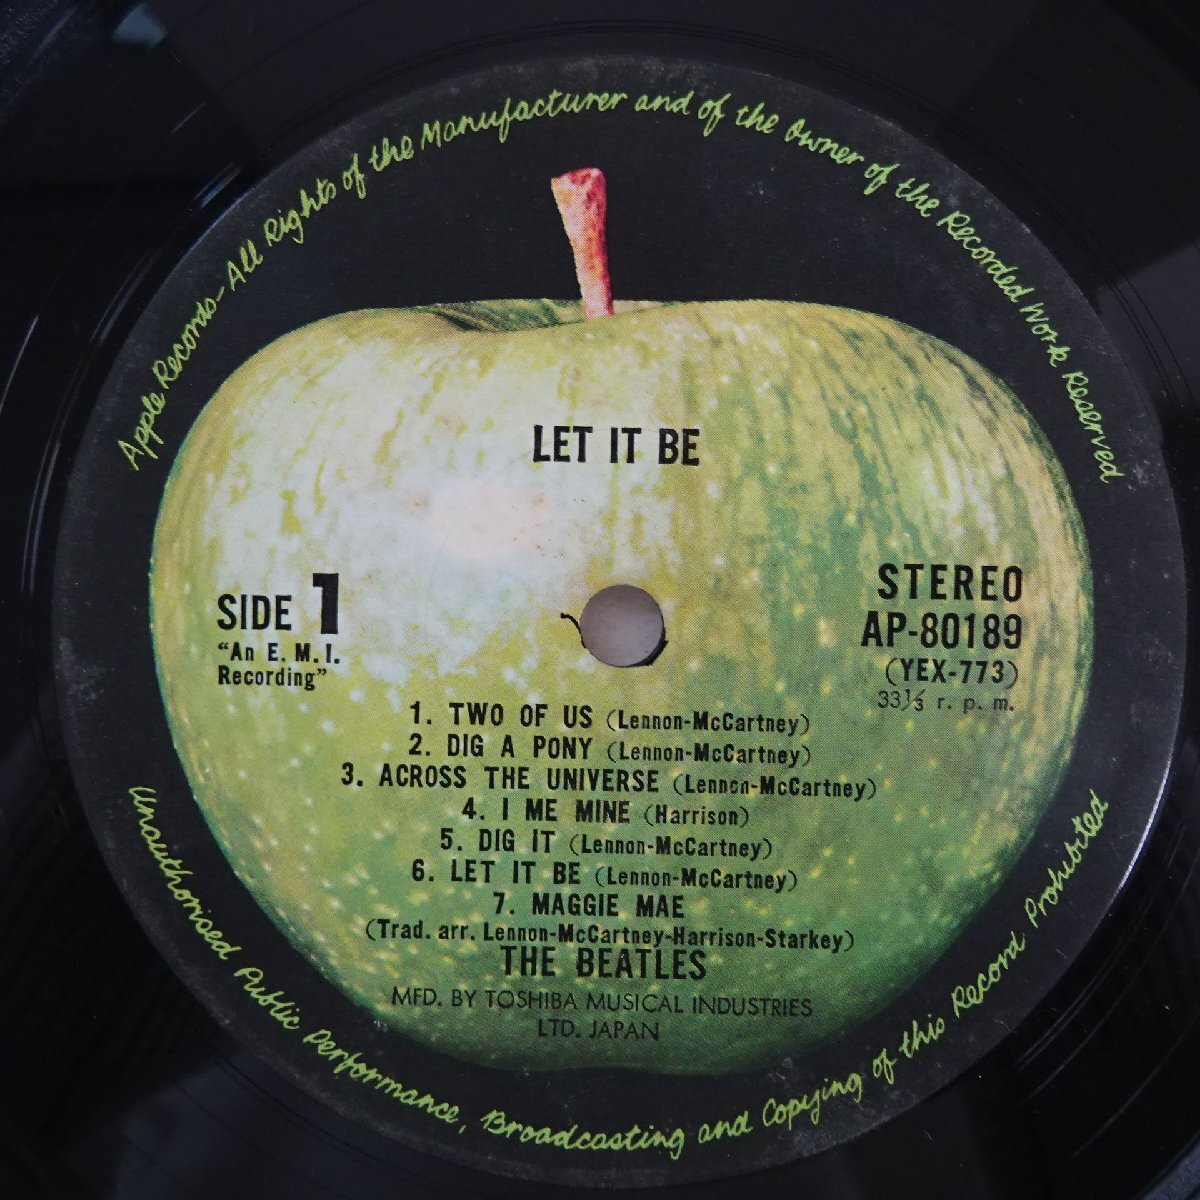 Apple Records-All Rights of the Manufacturer and of the Owner of the Recorded Work Reserved
LET IT BE
SIDE 1
"An E. M. I.
Recording"
STEREO
AP-80189
(YEX-773)
33⅓ r. p. m.
1. TWO OF US (Lennon-McCartney)
2. DIG A PONY (Lennon-McCartney)
3. ACROSS THE UNIVERSE (Lennon-McCartney)
4. I ME MINE (Harrison)
5. DIG IT (Lennon-McCartney)
6. LET IT BE (Lennon-McCartney)
7. MAGGIE MAE
(Trad. arr. Lennon-McCartney-Harrison-Starkey)
THE BEATLES
MFD. BY TOSHIBA MUSICAL INDUSTRIES
LTD. JAPAN
Unauthorised Public Performance, Broadcasting and Copying of this Record Prohibited